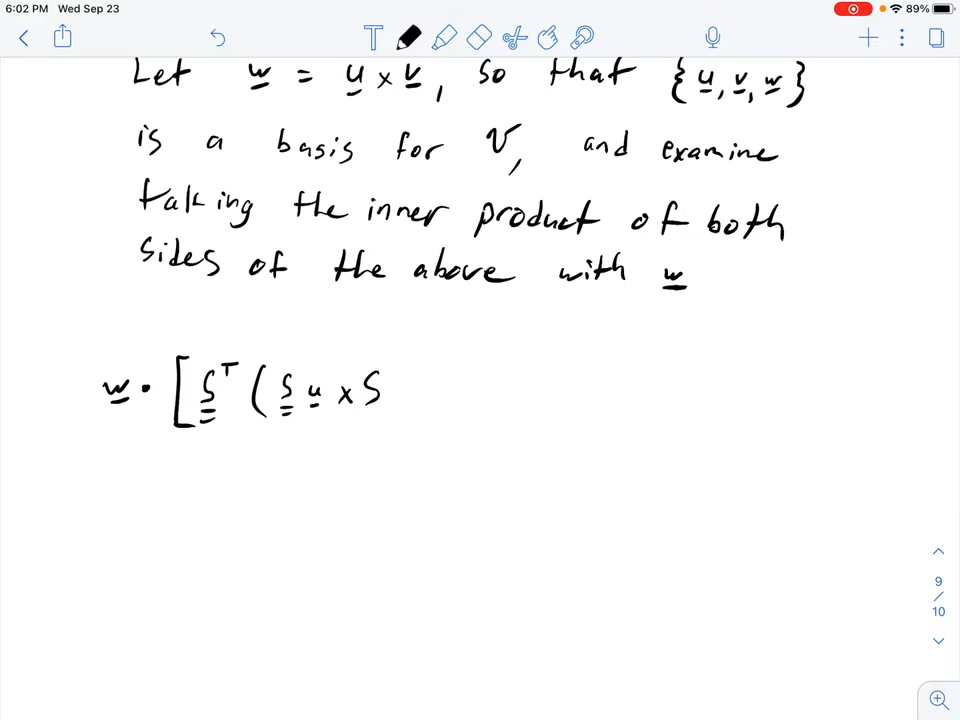 6:02 PM Wed Sep 23
89%
Let w = u × v, so that {u, v, w}
is a basis for V, and examine
taking the inner product of both
sides of the above with w
w · [S^T (S u × S
9
/
10